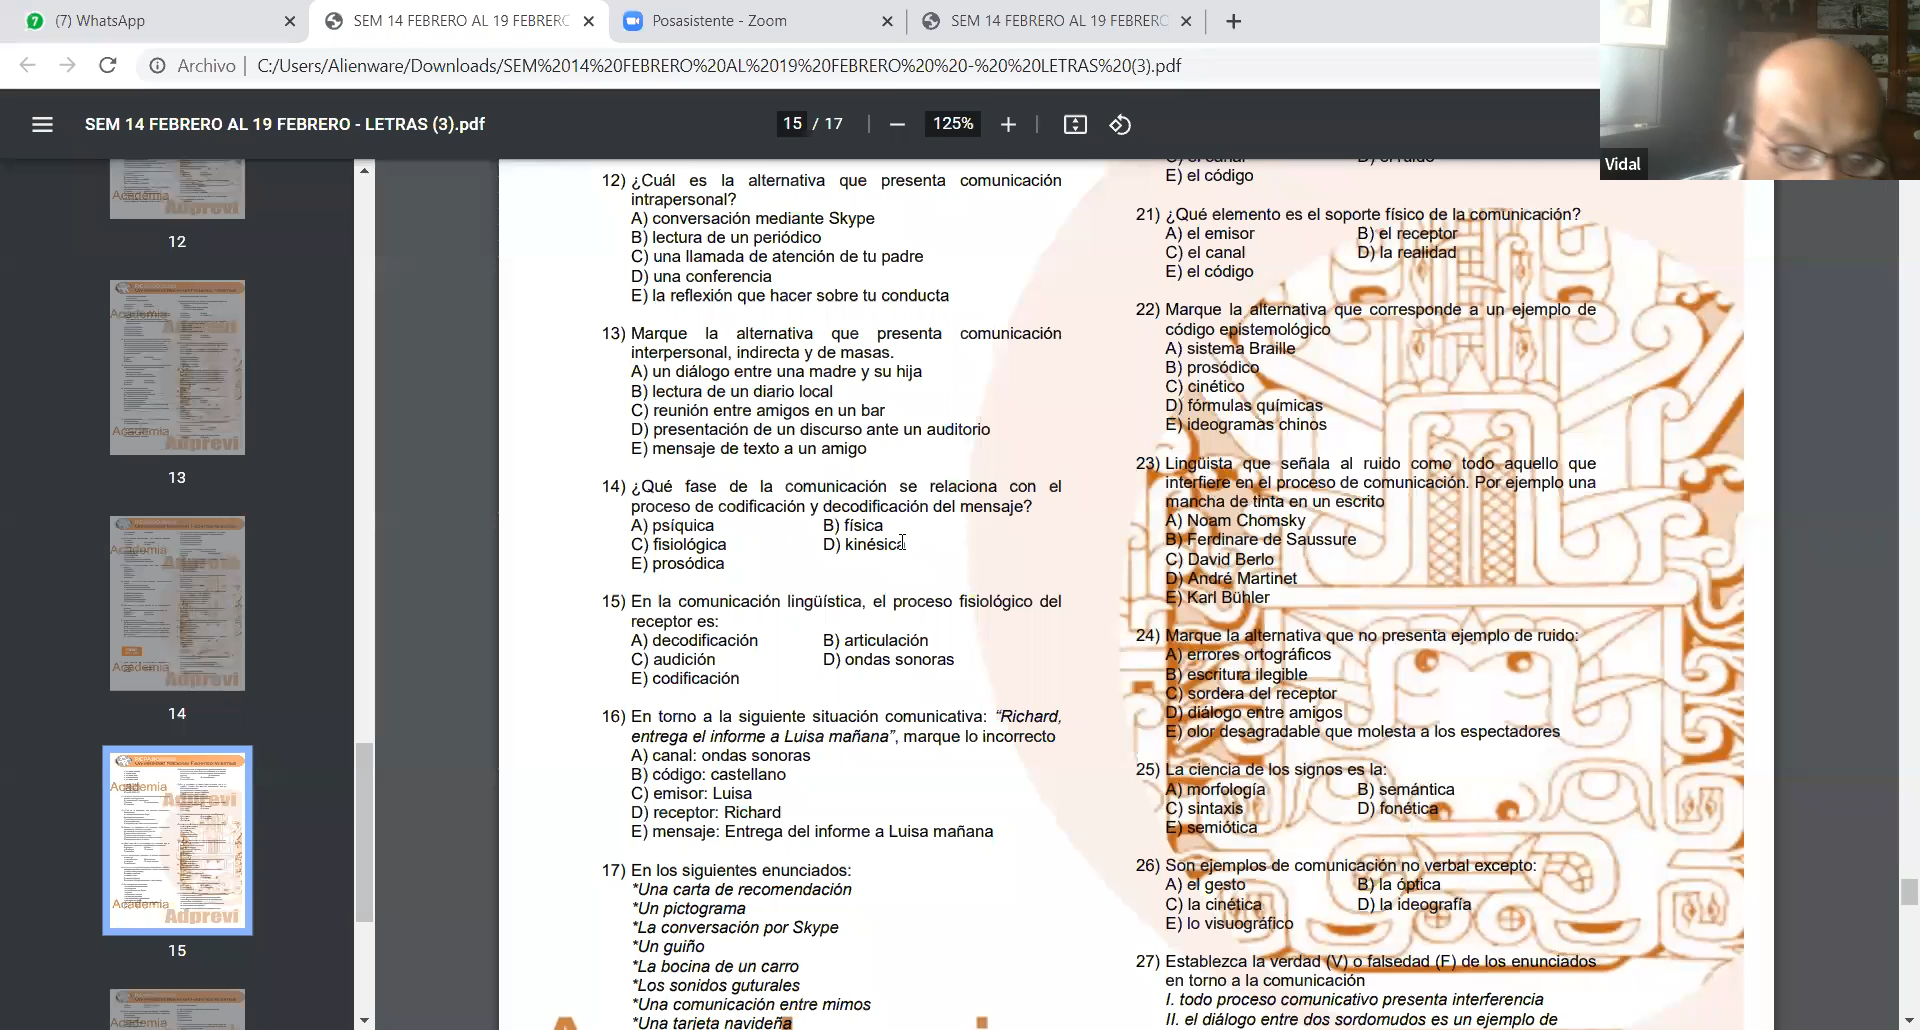 (7) WhatsApp
SEM 14 FEBRERO AL 19 FEBRERO
Posasistente - Zoom
SEM 14 FEBRERO AL 19 FEBRERO
Archivo
C:/Users/Alienware/Downloads/SEM%2014%20FEBRERO%20AL%2019%20FEBRERO%20%20-%20%20LETRAS%20(3).pdf
SEM 14 FEBRERO AL 19 FEBRERO - LETRAS (3).pdf
15 / 17
125%
Vidal
12
13
14
15
12) ¿Cuál es la alternativa que presenta comunicación
intrapersonal?
A) conversación mediante Skype
B) lectura de un periódico
C) una llamada de atención de tu padre
D) una conferencia
E) la reflexión que hacer sobre tu conducta
13) Marque la alternativa que presenta comunicación
interpersonal, indirecta y de masas.
A) un diálogo entre una madre y su hija
B) lectura de un diario local
C) reunión entre amigos en un bar
D) presentación de un discurso ante un auditorio
E) mensaje de texto a un amigo
14) ¿Qué fase de la comunicación se relaciona con el
proceso de codificación y decodificación del mensaje?
A) psíquica B) física
C) fisiológica D) kinésica
E) prosódica
15) En la comunicación lingüística, el proceso fisiológico del
receptor es:
A) decodificación B) articulación
C) audición D) ondas sonoras
E) codificación
16) En torno a la siguiente situación comunicativa: “Richard,
entrega el informe a Luisa mañana”, marque lo incorrecto
A) canal: ondas sonoras
B) código: castellano
C) emisor: Luisa
D) receptor: Richard
E) mensaje: Entrega del informe a Luisa mañana
17) En los siguientes enunciados:
*Una carta de recomendación
*Un pictograma
*La conversación por Skype
*Un guiño
*La bocina de un carro
*Los sonidos guturales
*Una comunicación entre mimos
*Una tarjeta navideña
C) el canal D) el ruido
E) el código
21) ¿Qué elemento es el soporte físico de la comunicación?
A) el emisor B) el receptor
C) el canal D) la realidad
E) el código
22) Marque la alternativa que corresponde a un ejemplo de
código epistemológico
A) sistema Braille
B) prosódico
C) cinético
D) fórmulas químicas
E) ideogramas chinos
23) Lingüista que señala al ruido como todo aquello que
interfiere en el proceso de comunicación. Por ejemplo una
mancha de tinta en un escrito
A) Noam Chomsky
B) Ferdinare de Saussure
C) David Berlo
D) André Martinet
E) Karl Bühler
24) Marque la alternativa que no presenta ejemplo de ruido:
A) errores ortográficos
B) escritura ilegible
C) sordera del receptor
D) diálogo entre amigos
E) olor desagradable que molesta a los espectadores
25) La ciencia de los signos es la:
A) morfología B) semántica
C) sintaxis D) fonética
E) semiótica
26) Son ejemplos de comunicación no verbal excepto:
A) el gesto B) la óptica
C) la cinética D) la ideografía
E) lo visuográfico
27) Establezca la verdad (V) o falsedad (F) de los enunciados
en torno a la comunicación
I. todo proceso comunicativo presenta interferencia
II. el diálogo entre dos sordomudos es un ejemplo de